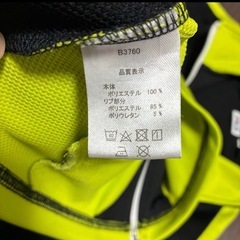 B3760
品質表示
本体
ポリエステル 100%
リブ部分
ポリエステル 95%
ポリウレタン 5%